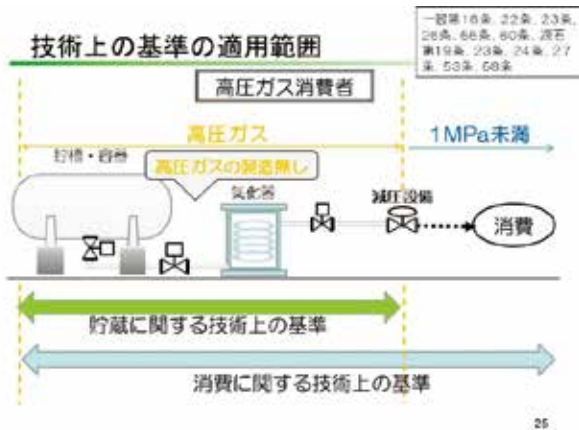 技術上の基準の適用範囲
一般第18条、22条、23条、
26条、55条、60条、液石
第19条、23条、24条、27
条、53条、58条
高圧ガス消費者
高圧ガス
1MPa未満
貯槽・容器
高圧ガスの製造無し
気化器
減圧設備
消費
貯蔵に関する技術上の基準
消費に関する技術上の基準
25